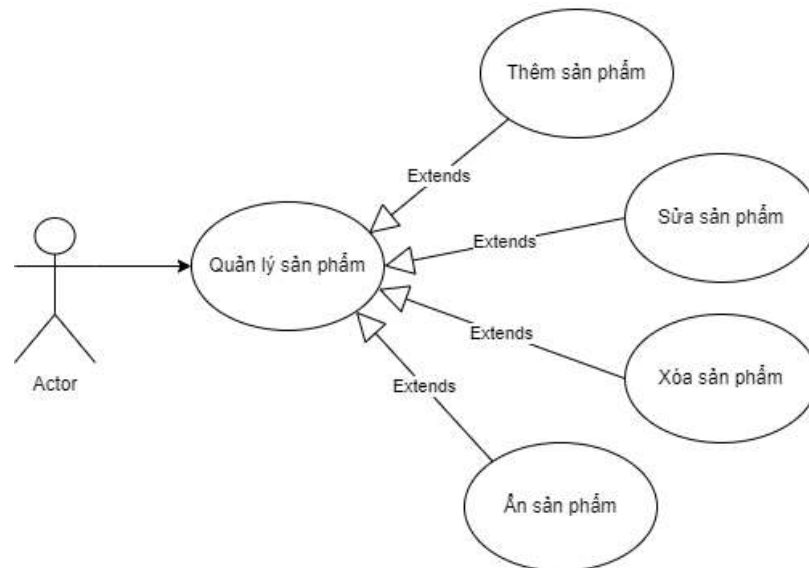 Thêm sản phẩm
Extends
Sửa sản phẩm
Extends
Quản lý sản phẩm
Extends
Xóa sản phẩm
Actor
Extends
Ẩn sản phẩm